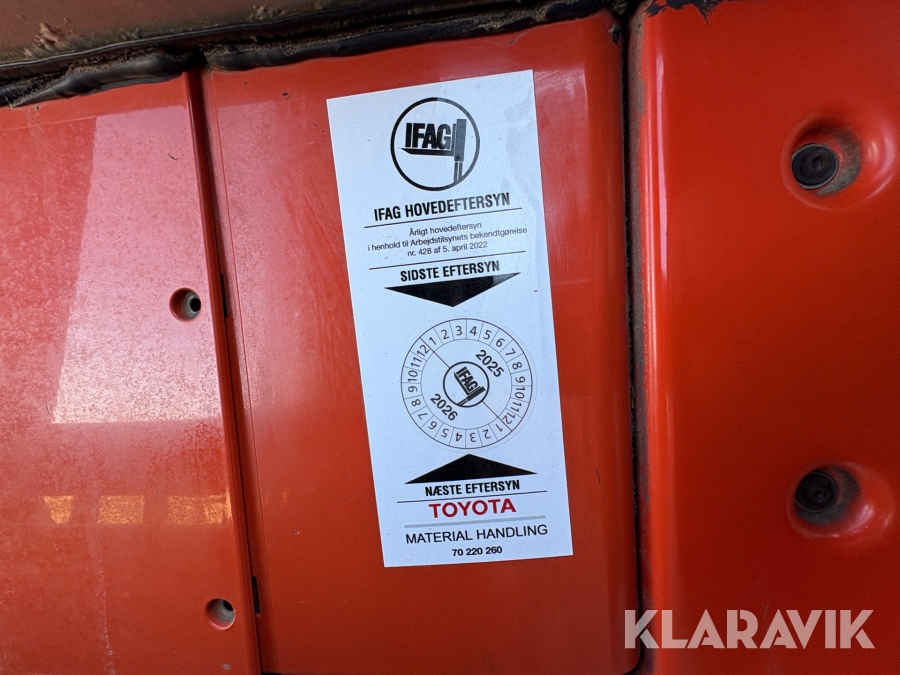 IFAG
IFAG HOVEDEFTERSYN
Årligt hovedeftersyn
i henhold til Arbejdstilsynets bekendtgørelse
nr. 428 af 5. april 2022
SIDSTE EFTERSYN
1 2 3 4 5 6 7 8 9 10 11 12
2025
IFAG
2026
1 2 3 4 5 6 7 8 9 10 11 12
NÆSTE EFTERSYN
TOYOTA
MATERIAL HANDLING
70 220 260
KLARAVIK